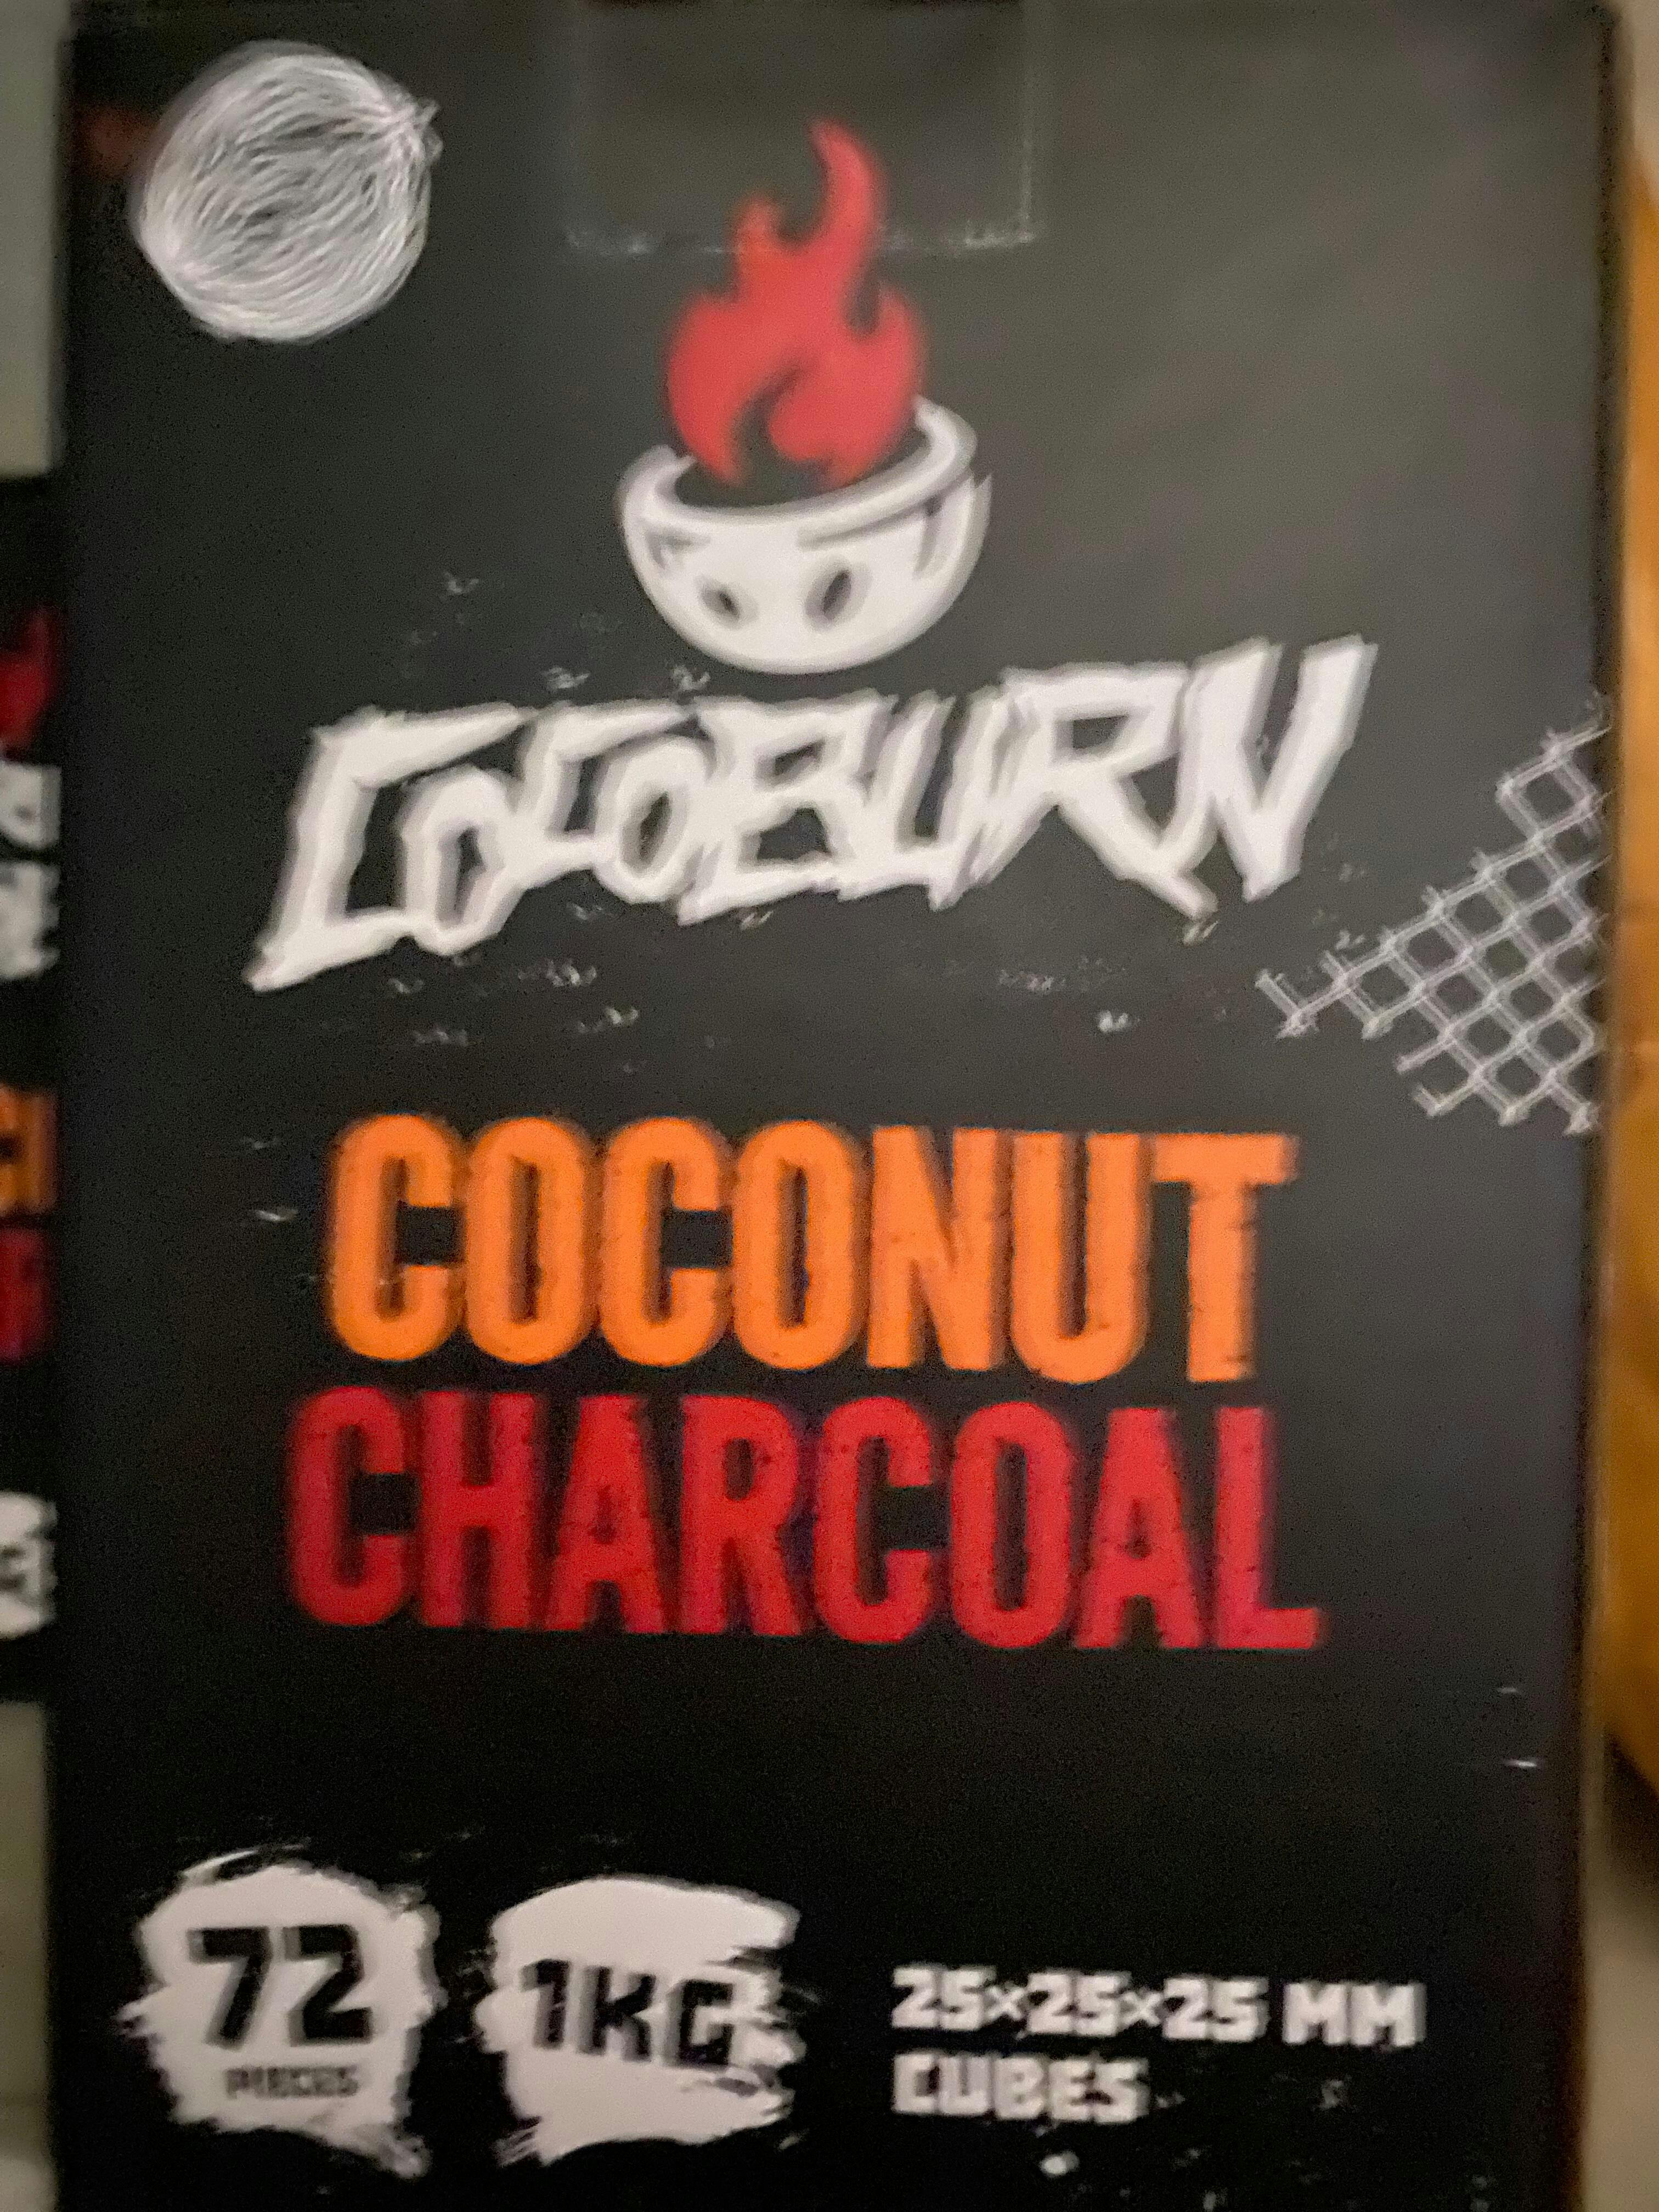 COCOBURN
COCONUT
CHARCOAL
72
PIECES
1KG
25×25×25 MM
CUBES